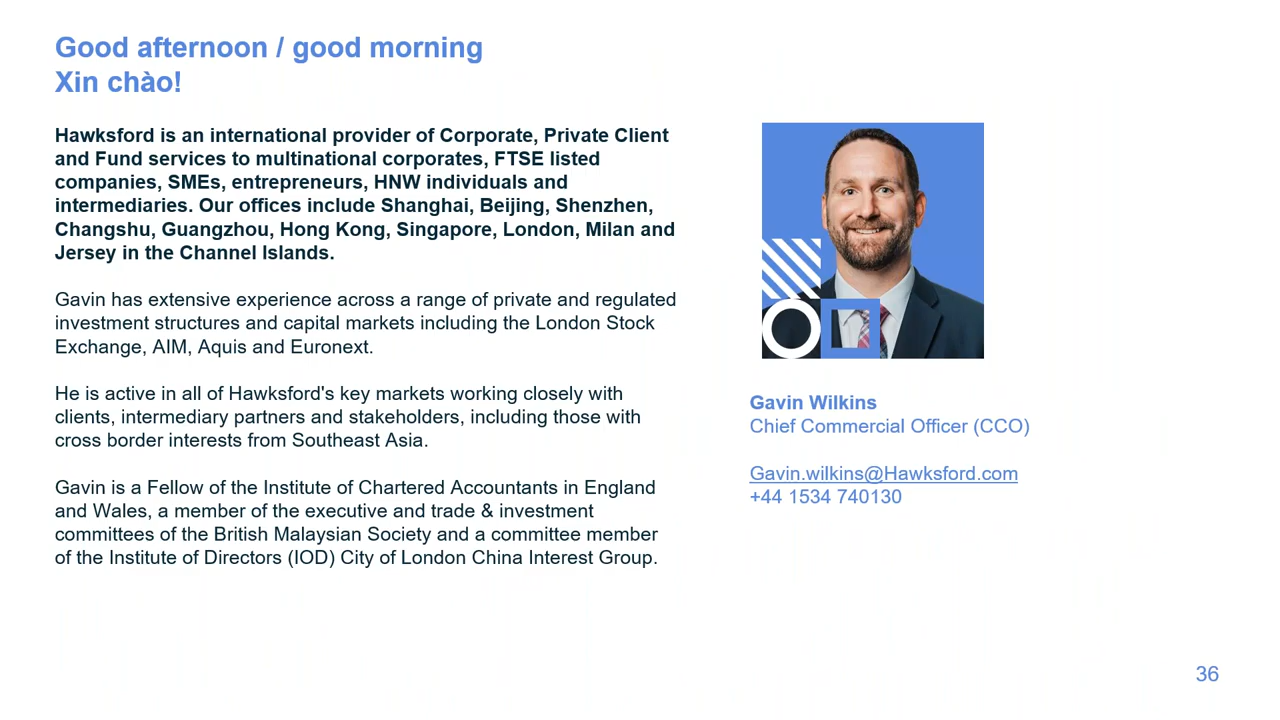 Good afternoon / good morning
Xin chào!
Hawksford is an international provider of Corporate, Private Client
and Fund services to multinational corporates, FTSE listed
companies, SMEs, entrepreneurs, HNW individuals and
intermediaries. Our offices include Shanghai, Beijing, Shenzhen,
Changshu, Guangzhou, Hong Kong, Singapore, London, Milan and
Jersey in the Channel Islands.
Gavin has extensive experience across a range of private and regulated
investment structures and capital markets including the London Stock
Exchange, AIM, Aquis and Euronext.
He is active in all of Hawksford's key markets working closely with
clients, intermediary partners and stakeholders, including those with
cross border interests from Southeast Asia.
Gavin is a Fellow of the Institute of Chartered Accountants in England
and Wales, a member of the executive and trade & investment
committees of the British Malaysian Society and a committee member
of the Institute of Directors (IOD) City of London China Interest Group.
Gavin Wilkins
Chief Commercial Officer (CCO)
Gavin.wilkins@Hawksford.com
+44 1534 740130
36